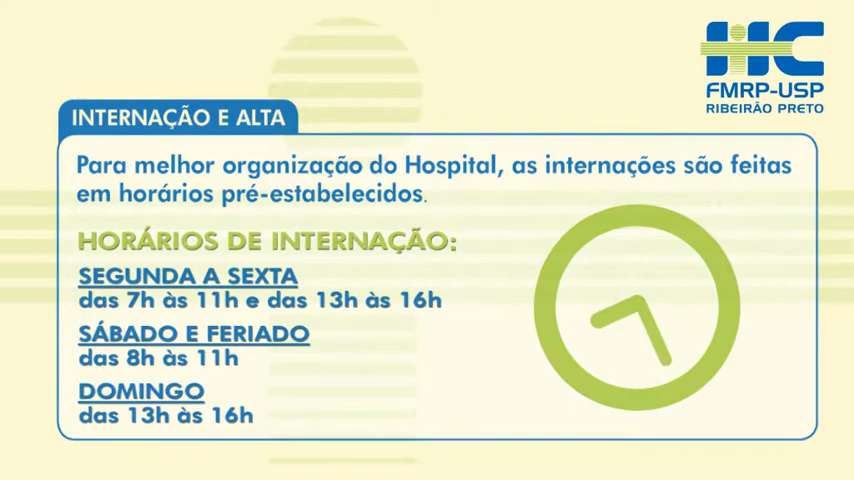 HC
FMRP-USP
RIBEIRÃO PRETO
INTERNAÇÃO E ALTA
Para melhor organização do Hospital, as internações são feitas
em horários pré-estabelecidos.
HORÁRIOS DE INTERNAÇÃO:
SEGUNDA A SEXTA
das 7h às 11h e das 13h às 16h
SÁBADO E FERIADO
das 8h às 11h
DOMINGO
das 13h às 16h